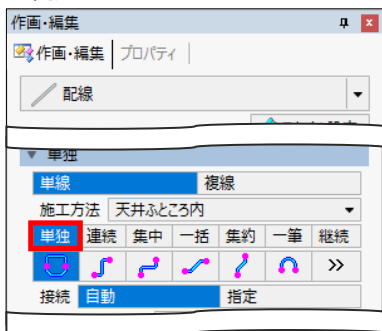 作画・編集
作画・編集 プロパティ
配線
単独
単線 複線
施工方法 天井ふところ内
単独 連続 集中 一括 集約 一筆 継続
接続 自動 指定